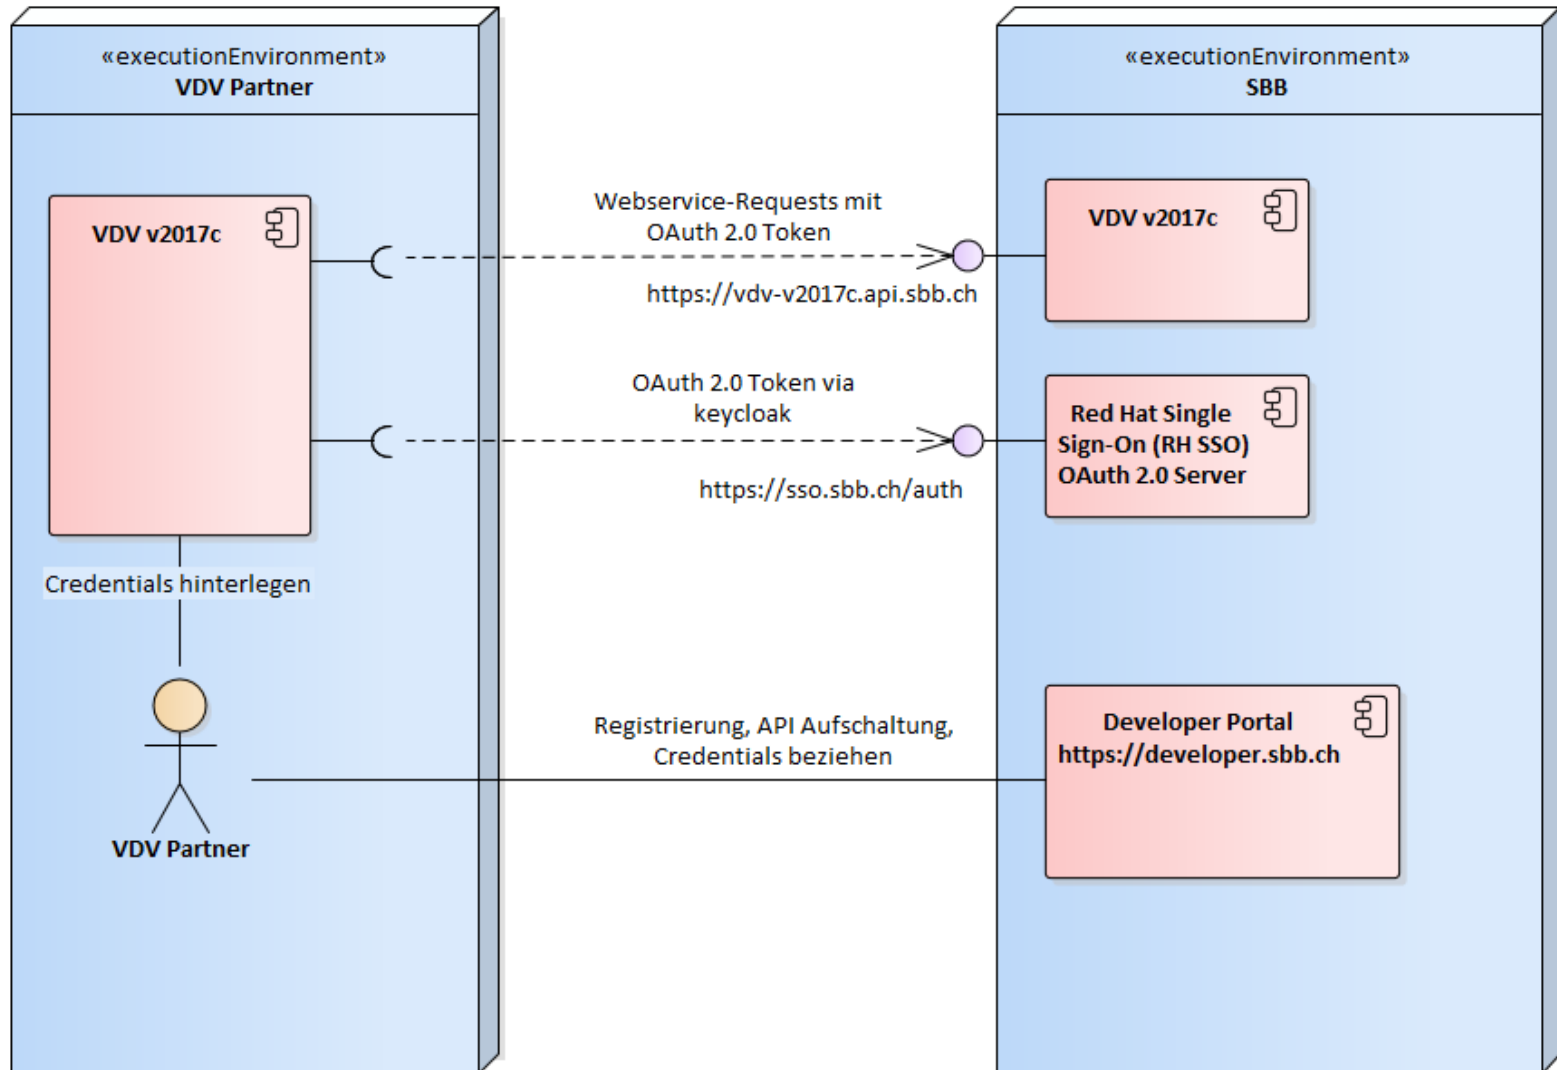 «executionEnvironment»
VDV Partner
«executionEnvironment»
SBB
VDV v2017c
Webservice-Requests mit
OAuth 2.0 Token
https://vdv-v2017c.api.sbb.ch
VDV v2017c
OAuth 2.0 Token via
keycloak
https://sso.sbb.ch/auth
Red Hat Single
Sign-On (RH SSO)
OAuth 2.0 Server
Credentials hinterlegen
VDV Partner
Registrierung, API Aufschaltung,
Credentials beziehen
Developer Portal
https://developer.sbb.ch